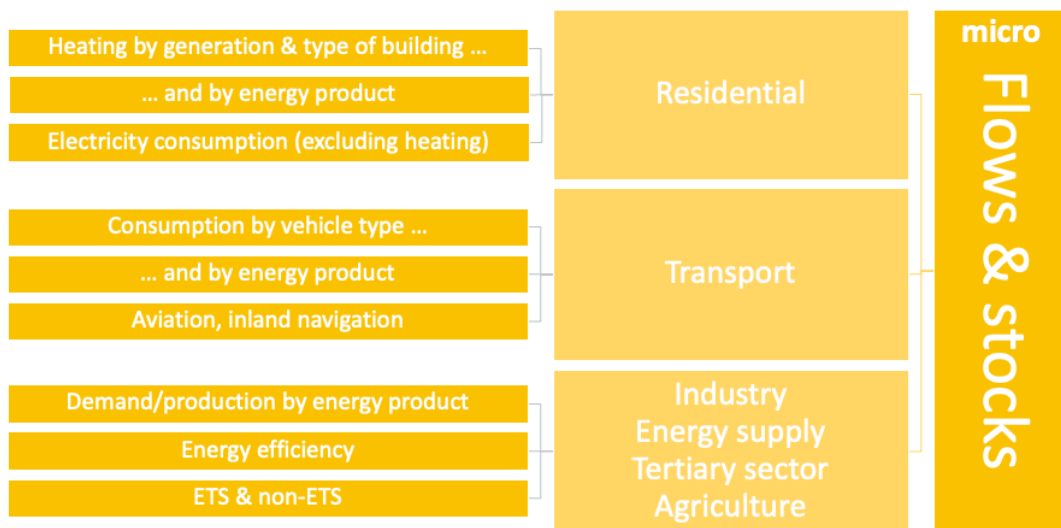 Heating by generation & type of building ...
... and by energy product
Electricity consumption (excluding heating)
Residential
Consumption by vehicle type ...
... and by energy product
Aviation, inland navigation
Transport
Demand/production by energy product
Energy efficiency
ETS & non-ETS
Industry
Energy supply
Tertiary sector
Agriculture
micro
Flows & stocks